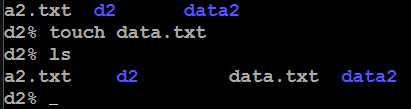 a2.txt  d2      data2
d2% touch data.txt
d2% ls
a2.txt    d2        data.txt  data2
d2% _